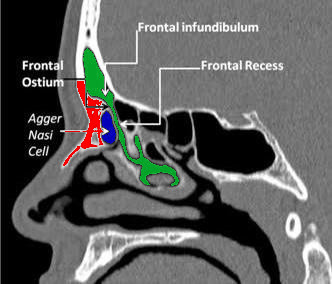 Frontal infundibulum
Frontal
Ostium
Frontal Recess
Agger
Nasi
Cell